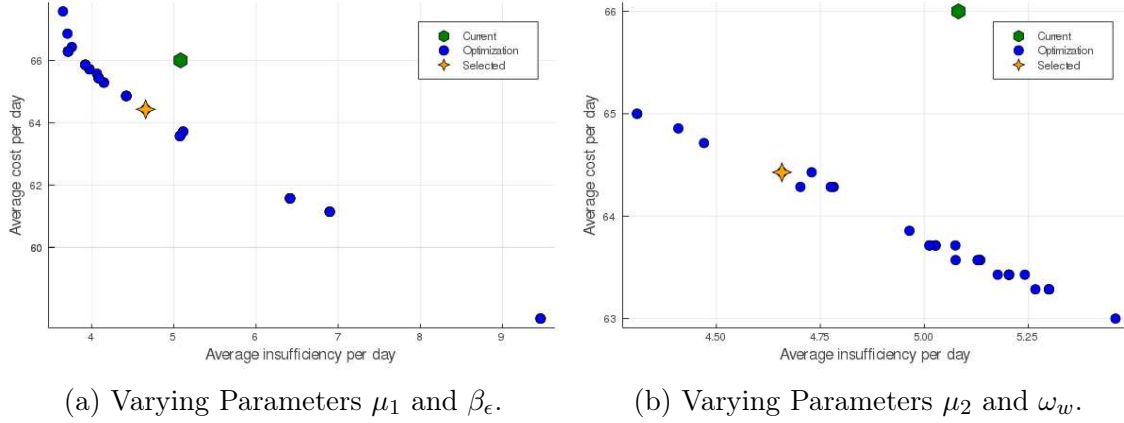 66
64
62
60
4
5
6
7
8
9
Average cost per day
Average insufficiency per day
Current
Optimization
Selected
(a) Varying Parameters μ₁ and βϵ.
66
65
64
63
4.50
4.75
5.00
5.25
Average cost per day
Average insufficiency per day
Current
Optimization
Selected
(b) Varying Parameters μ₂ and ω_w.